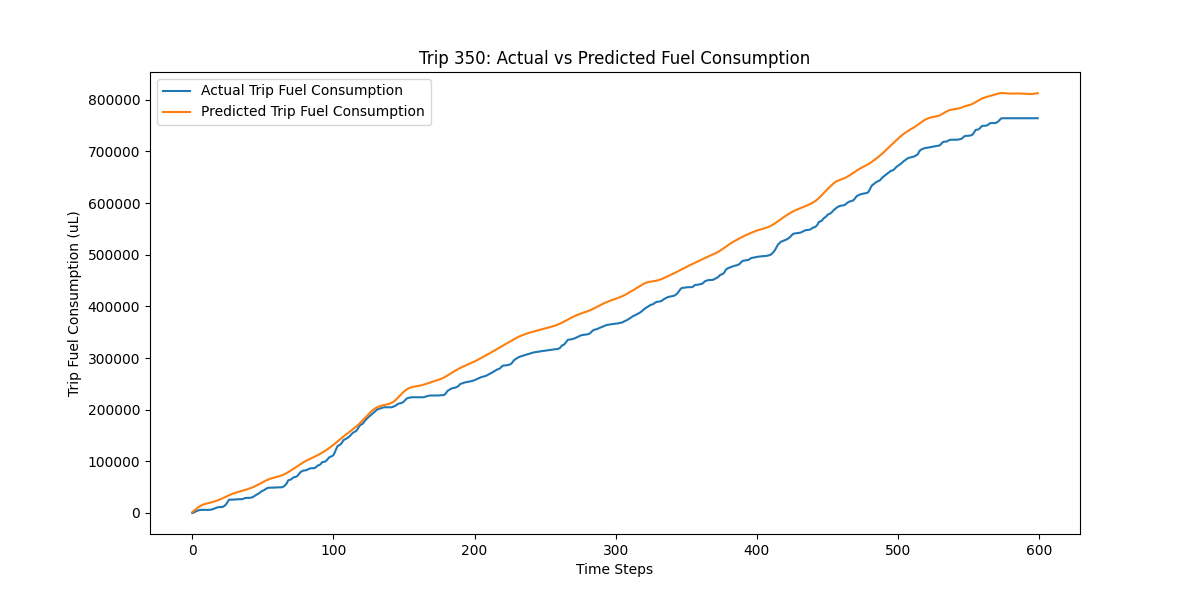 Trip 350: Actual vs Predicted Fuel Consumption
Actual Trip Fuel Consumption
Predicted Trip Fuel Consumption
Trip Fuel Consumption (uL)
800000
700000
600000
500000
400000
300000
200000
100000
0
0 100 200 300 400 500 600
Time Steps